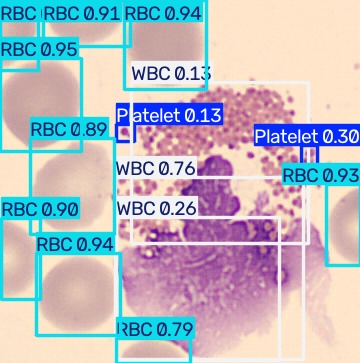 RBC RBC 0.91 RBC 0.94
RBC 0.95
WBC 0.13
Platelet 0.13
RBC 0.89
Platelet 0.30
WBC 0.76
RBC 0.93
RBC 0.90
WBC 0.26
RBC 0.94
RBC 0.79